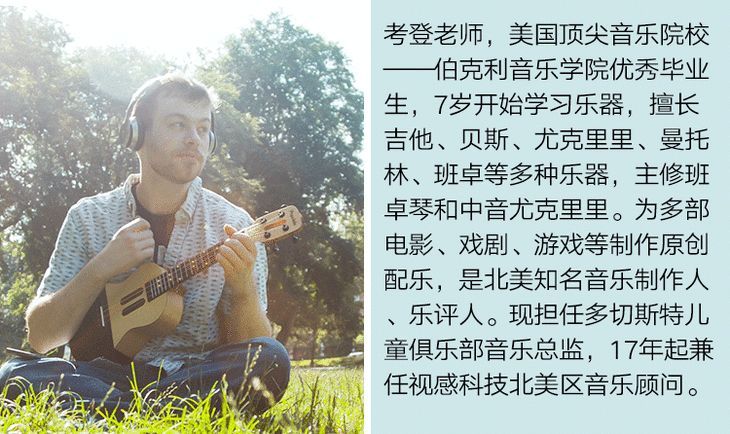 考登老师，美国顶尖音乐院校
——伯克利音乐学院优秀毕业
生，7岁开始学习乐器，擅长
吉他、贝斯、尤克里里、曼托
林、班卓等多种乐器，主修班
卓琴和中音尤克里里。为多部
电影、戏剧、游戏等制作原创
配乐，是北美知名音乐制作人
、乐评人。现担任多切斯特儿
童俱乐部音乐总监，17年起兼
任视感科技北美区音乐顾问。